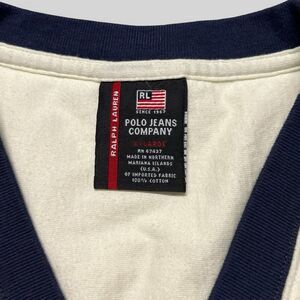 RALPH LAUREN
RL
SINCE 1967
POLO JEANS
COMPANY
X-LARGE
RN 67437
MADE IN NORTHERN
MARIANA ISLANDS
(U.S.A.)
OF IMPORTED FABRIC
100% COTTON